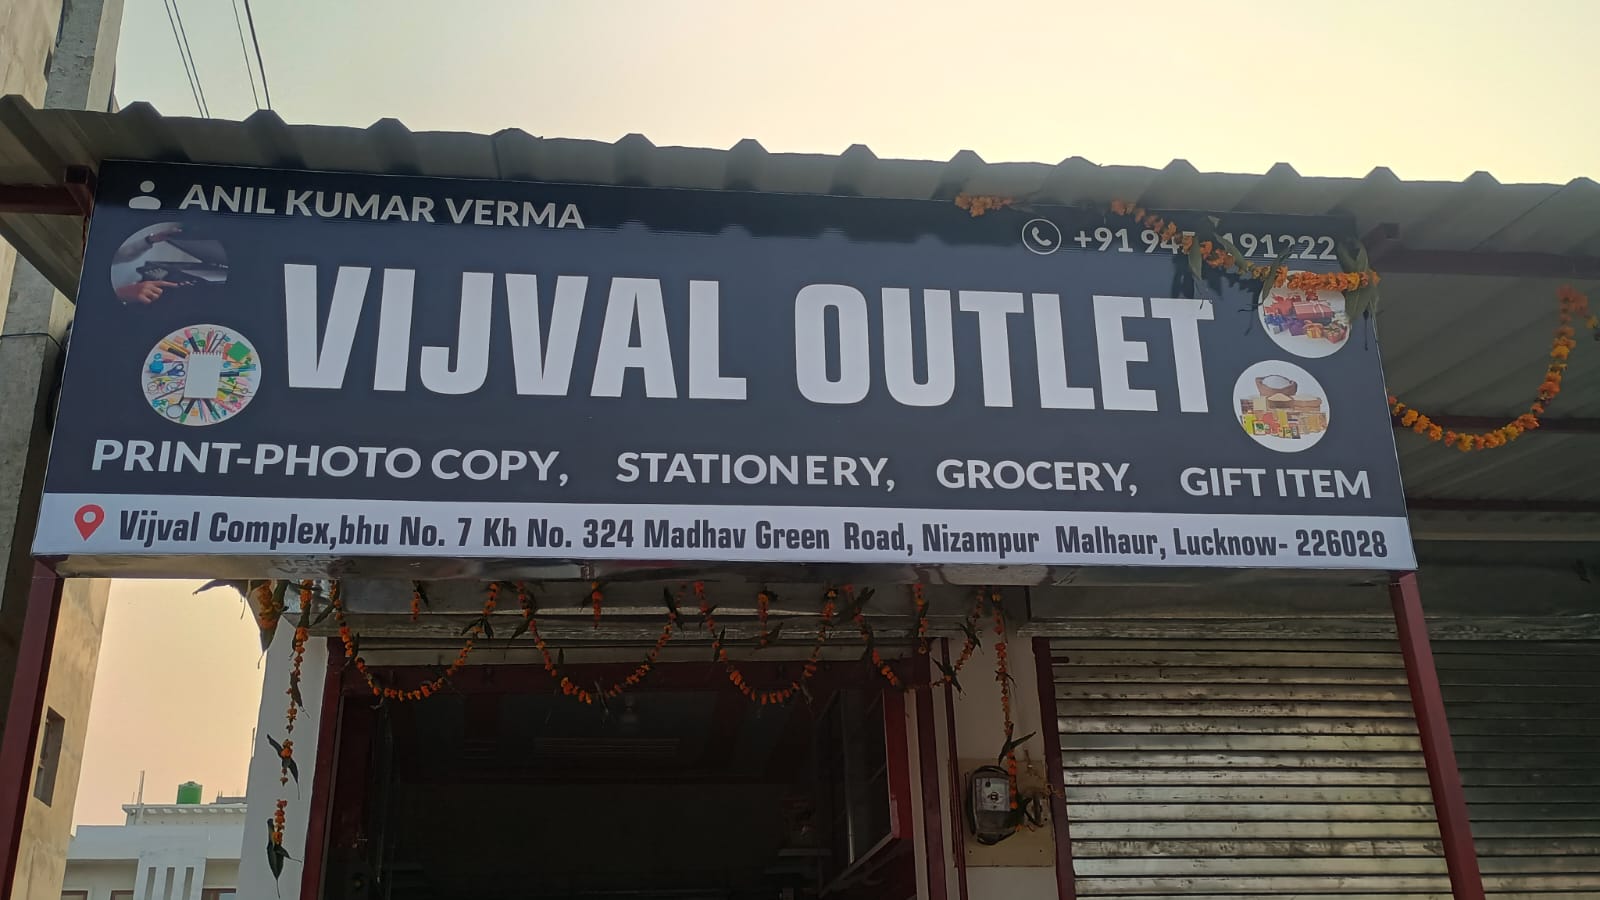 ANIL KUMAR VERMA
+91
VIJVAL OUTLET
PRINT-PHOTO COPY, STATIONERY, GROCERY, GIFT ITEM
Vijval Complex,bhu No. 7 Kh No. 324 Madhav Green Road, Nizampur Malhaur, Lucknow- 226028